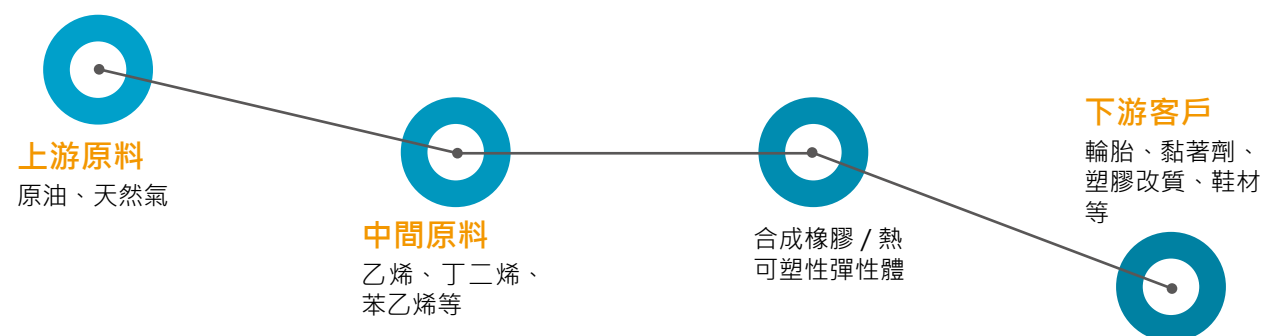 上游原料
原油、天然氣
中間原料
乙烯、丁二烯、
苯乙烯等
合成橡膠 / 熱
可塑性彈性體
下游客戶
輪胎、黏著劑、
塑膠改質、鞋材
等